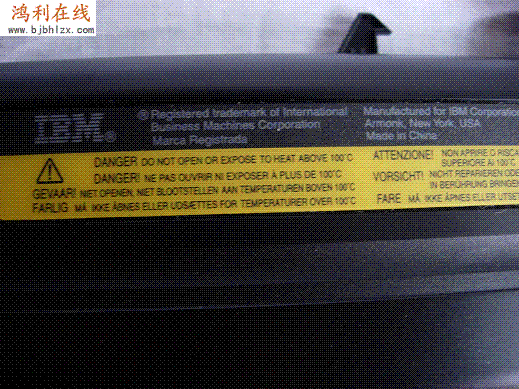 鸿利在线
www.bjbhlzx.com
IBM®
® Registered trademark of International
Business Machines Corporation
Marca Registrada
Manufactured for IBM Corporation
Armonk, New York, USA
Made in China
DANGER DO NOT OPEN OR EXPOSE TO HEAT ABOVE 100°C
DANGER! NE PAS OUVRIR NI EXPOSER À PLUS DE 100°C
GEVAAR! NIET OPENEN, NIET BLOOTSTELLEN AAN TEMPERATUREN BOVEN 100°C
FARLIG MÅ IKKE ÅBNES ELLER UDSÆTTES FOR TEMPERATURER OVER 100°C
ATTENZIONE! NON APRIRE O RISCA
SUPERIORE AI 100°C
VORSICHT! NICHT REPARIEREN ODE
IN BERÜHRUNG BRINGEN
FARE MÅ IKKE ÅPNES ELLER UTSET